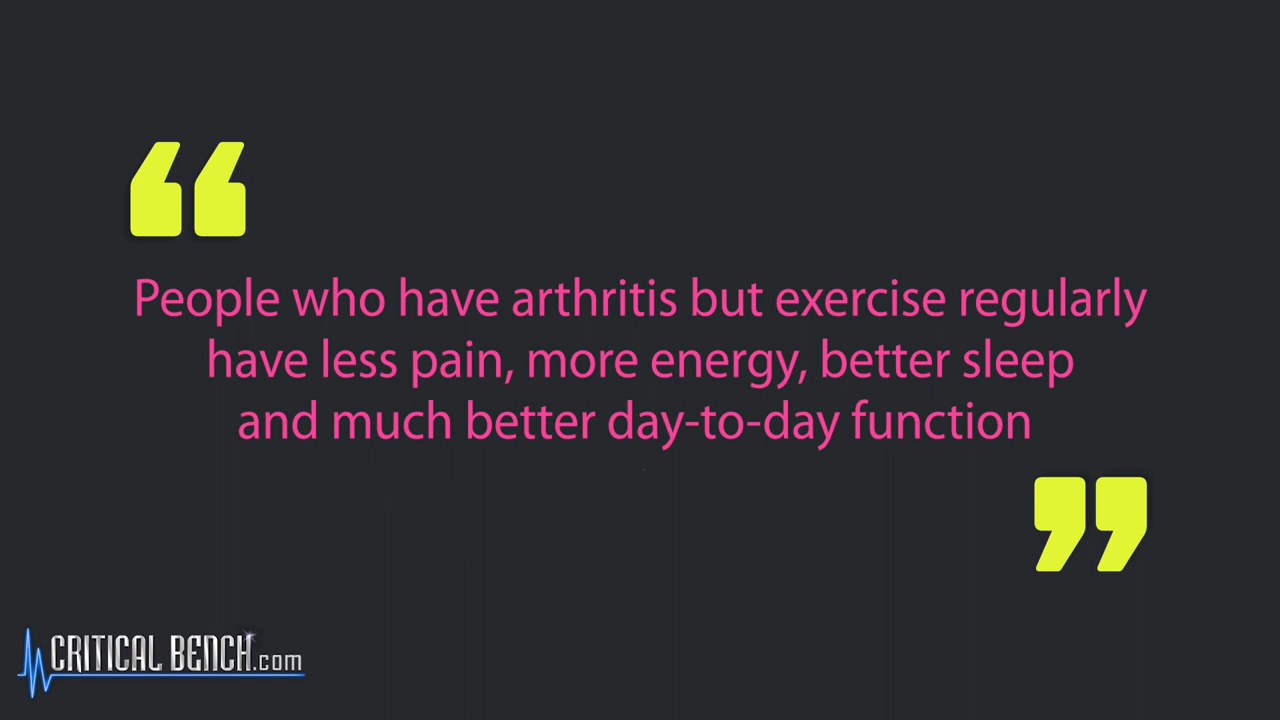 “
People who have arthritis but exercise regularly
have less pain, more energy, better sleep
and much better day-to-day function
”
CRITICAL BENCH.com